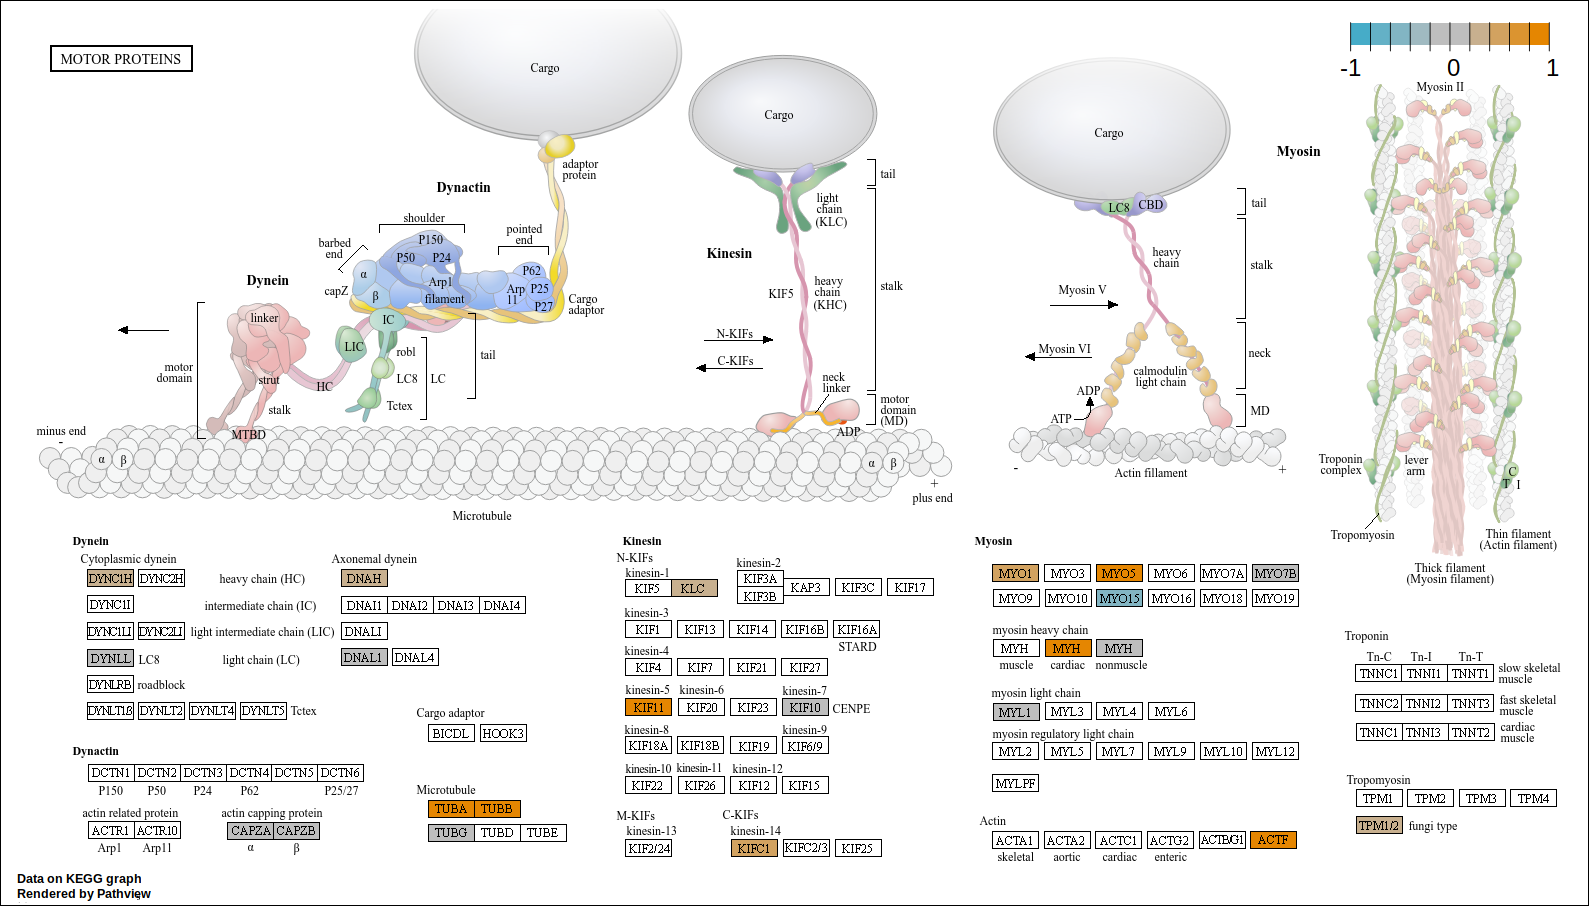 MOTOR PROTEINS
-1 0 1
Cargo
Cargo
Cargo
Myosin II
Myosin
adaptor
protein
Dynactin
tail
light
chain
(KLC)
LC8 CBD
tail
shoulder
P150
P50 P24
barbed
end
pointed
end
Kinesin
heavy
chain
stalk
α
β
capZ
Arp1
filament
Arp
11
P62
P25
P27
Cargo
adaptor
Dynein
KIF5
heavy
chain
(KHC)
stalk
Myosin V
linker
IC
LIC
robl
LC8 LC
Tctex
tail
N-KIFs
C-KIFs
Myosin VI
neck
calmodulin
light chain
motor
domain
strut
HC
stalk
MTBD
neck
linker
motor
domain
(MD)
ADP
ADP
ATP
MD
minus end
-
α β
α β
+
plus end
Microtubule
-
Actin fillament
+
Troponin
complex
lever
arm
C
T I
Tropomyosin
Thin filament
(Actin filament)
Thick filament
(Myosin filament)
Dynein
Cytoplasmic dynein Axonemal dynein
DYNC1H DYNC2H heavy chain (HC) DNAH
DYNC1I intermediate chain (IC) DNAI1 DNAI2 DNAI3 DNAI4
DYNC1LI DYNC2LI light intermediate chain (LIC) DNALI
DYNLL LC8 light chain (LC) DNAL1 DNAL4
DYNLRB roadblock
DYNLT1B DYNLT2 DYNLT4 DYNLT5 Tctex
Cargo adaptor
BICDL HOOK3
Dynactin
DCTN1 DCTN2 DCTN3 DCTN4 DCTN5 DCTN6
P150 P50 P24 P62 P25/27
actin related protein actin capping protein
ACTR1 ACTR10 CAPZA CAPZB
Arp1 Arp11 α β
Microtubule
TUBA TUBB
TUBG TUBD TUBE
Kinesin
N-KIFs
kinesin-1 kinesin-2
KIF5 KLC KIF3A KIF3B KAP3 KIF3C KIF17
kinesin-3
KIF1 KIF13 KIF14 KIF16B KIF16A
STARD
kinesin-4
KIF4 KIF7 KIF21 KIF27
kinesin-5 kinesin-6 kinesin-7
KIF11 KIF20 KIF23 KIF10 CENPE
kinesin-8 kinesin-9
KIF18A KIF18B KIF19 KIF6/9
kinesin-10 kinesin-11 kinesin-12
KIF22 KIF26 KIF12 KIF15
M-KIFs C-KIFs
kinesin-13 kinesin-14
KIF2/24 KIFC1 KIFC2/3 KIF25
Myosin
MYO1 MYO3 MYO5 MYO6 MYO7A MYO7B
MYO9 MYO10 MYO15 MYO16 MYO18 MYO19
myosin heavy chain
MYH MYH MYH
muscle cardiac nonmuscle
myosin light chain
MYL1 MYL3 MYL4 MYL6
myosin regulatory light chain
MYL2 MYL5 MYL7 MYL9 MYL10 MYL12
MYLPF
Actin
ACTA1 ACTA2 ACTC1 ACTG2 ACTB/G1 ACTF
skeletal aortic cardiac enteric
Troponin
Tn-C Tn-I Tn-T
TNNC1 TNNI1 TNNT1 slow skeletal
muscle
TNNC2 TNNI2 TNNT3 fast skeletal
muscle
TNNC1 TNNI3 TNNT2 cardiac
muscle
Tropomyosin
TPM1 TPM2 TPM3 TPM4
TPM1/2 fungi type
Data on KEGG graph
Rendered by Pathview